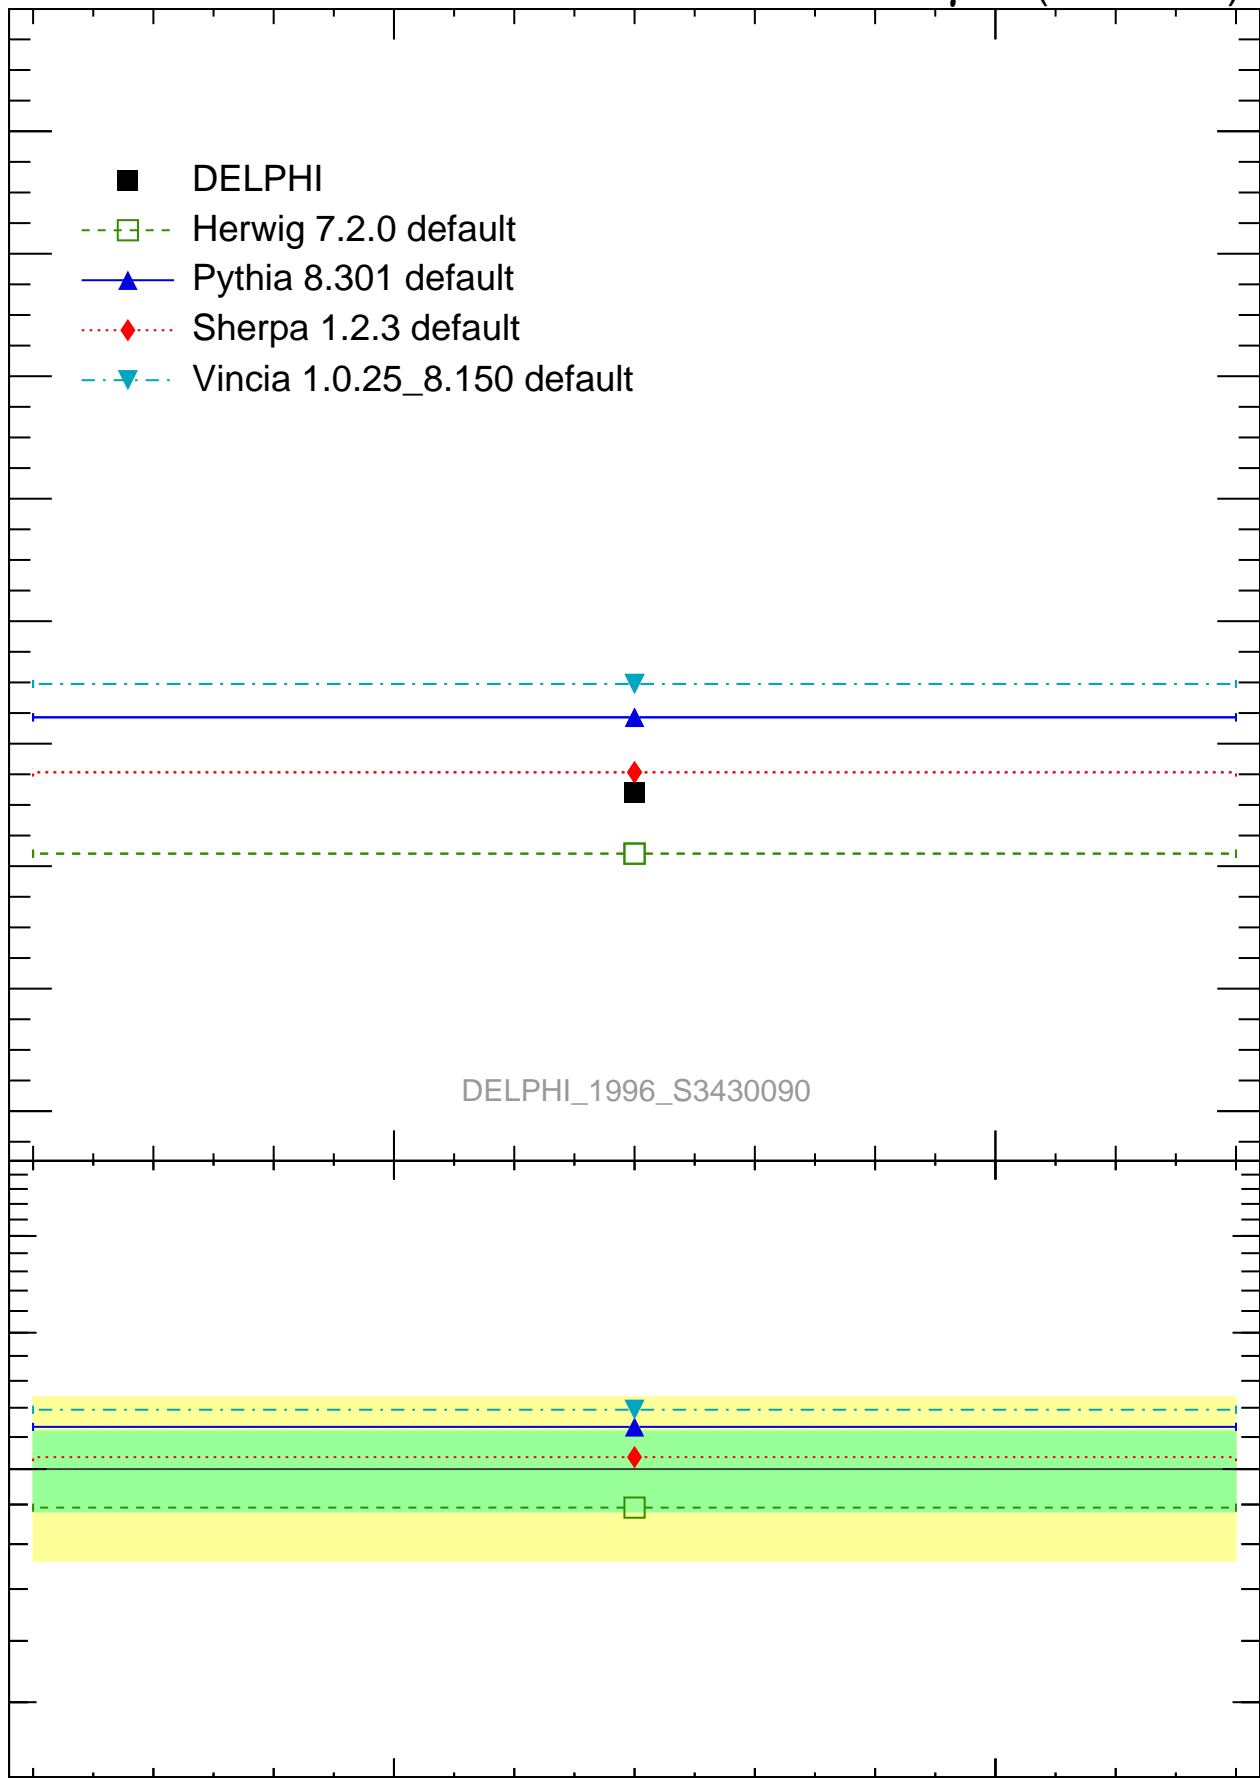 DELPHI
Herwig 7.2.0 default
Pythia 8.301 default
Sherpa 1.2.3 default
Vincia 1.0.25_8.150 default
DELPHI_1996_S3430090